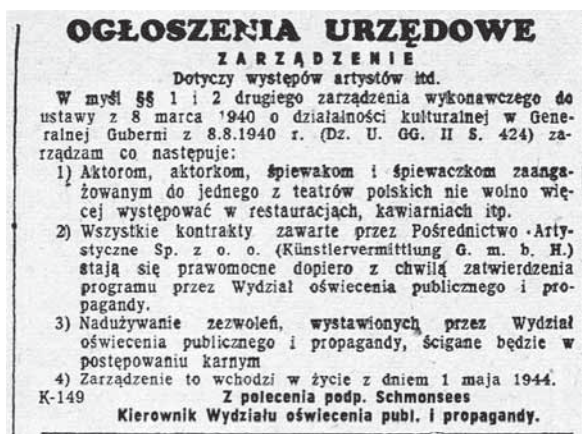 OGŁOSZENIA URZĘDOWE
ZARZĄDZENIE
Dotyczy występów artystów itd.
W myśl §§ 1 i 2 drugiego zarządzenia wykonawczego do
ustawy z 8 marca 1940 o działalności kulturalnej w Gene-
ralnej Guberni z 8.8.1940 r. (Dz. U. GG. II S. 424) za-
rządzam co następuje:
1) Aktorom, aktorkom, śpiewakom i śpiewaczkom zaanga-
żowanym do jednego z teatrów polskich nie wolno wię-
cej występować w restauracjach, kawiarniach itp.
2) Wszystkie kontrakty zawarte przez Pośrednictwo Arty-
styczne Sp. z o. o. (Künstlervermittlung G. m. b. H.)
stają się prawomocne dopiero z chwilą zatwierdzenia
programu przez Wydział oświecenia publicznego i pro-
pagandy.
3) Nadużywanie zezwoleń, wystawionych przez Wydział
oświecenia publicznego i propagandy, ścigane będzie w
postępowaniu karnym
4) Zarządzenie to wchodzi w życie z dniem 1 maja 1944.
K-149 Z polecenia podp. Schmonsees
Kierownik Wydziału oświecenia publ. i propagandy.